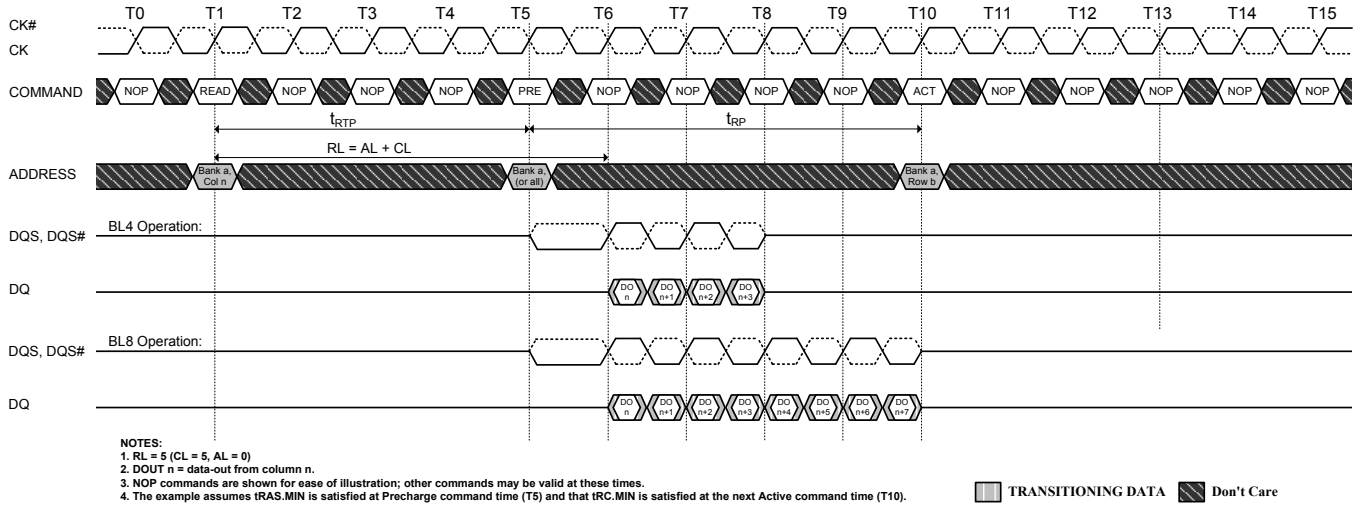 T0 T1 T2 T3 T4 T5 T6 T7 T8 T9 T10 T11 T12 T13 T14 T15
CK#
CK
COMMAND NOP READ NOP NOP NOP PRE NOP NOP NOP NOP ACT NOP NOP NOP NOP NOP
tRTP tRP
RL = AL + CL
ADDRESS
Bank a, Col n
Bank a, (or all)
Bank a, Row b
BL4 Operation:
DQS, DQS#
DQ
DO n DO n+1 DO n+2 DO n+3
BL8 Operation:
DQS, DQS#
DQ
DO n DO n+1 DO n+2 DO n+3 DO n+4 DO n+5 DO n+6 DO n+7
NOTES:
1. RL = 5 (CL = 5, AL = 0)
2. DOUT n = data-out from column n.
3. NOP commands are shown for ease of illustration; other commands may be valid at these times.
4. The example assumes tRAS.MIN is satisfied at Precharge command time (T5) and that tRC.MIN is satisfied at the next Active command time (T10).
TRANSITIONING DATA Don't Care